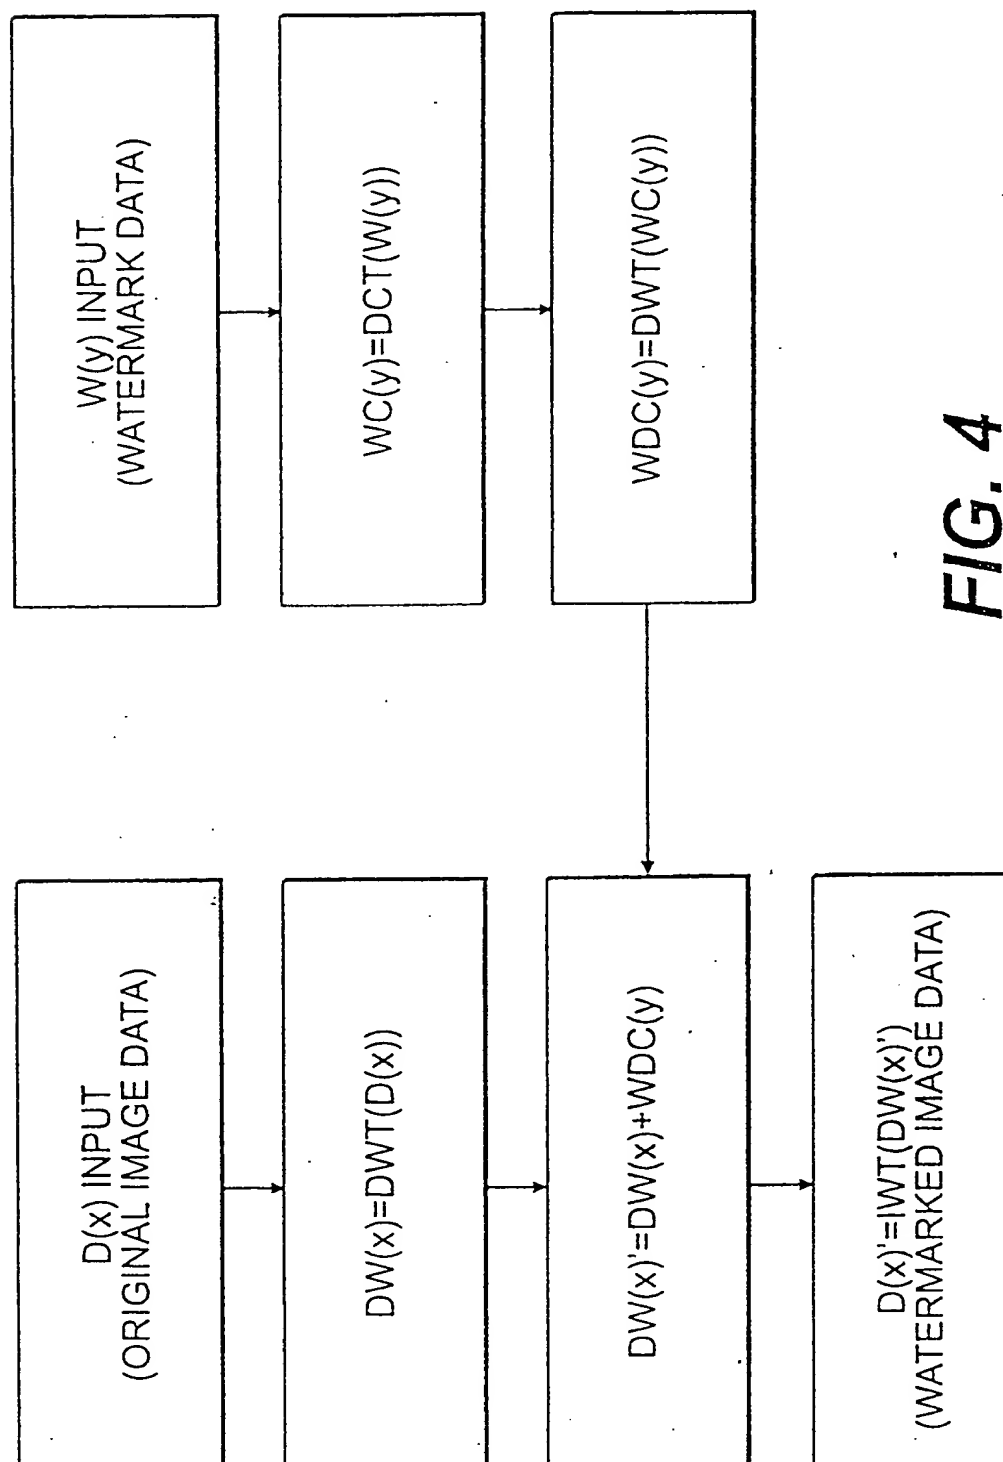 D(x) INPUT
(ORIGINAL IMAGE DATA)
DW(x)=DWT(D(x))
DW(x)'=DW(x)+WDC(y)
D(x)'=IWT(DW(x)')
(WATERMARKED IMAGE DATA)
W(y) INPUT
(WATERMARK DATA)
WC(y)=DCT(W(y))
WDC(y)=DWT(WC(y))
FIG. 4